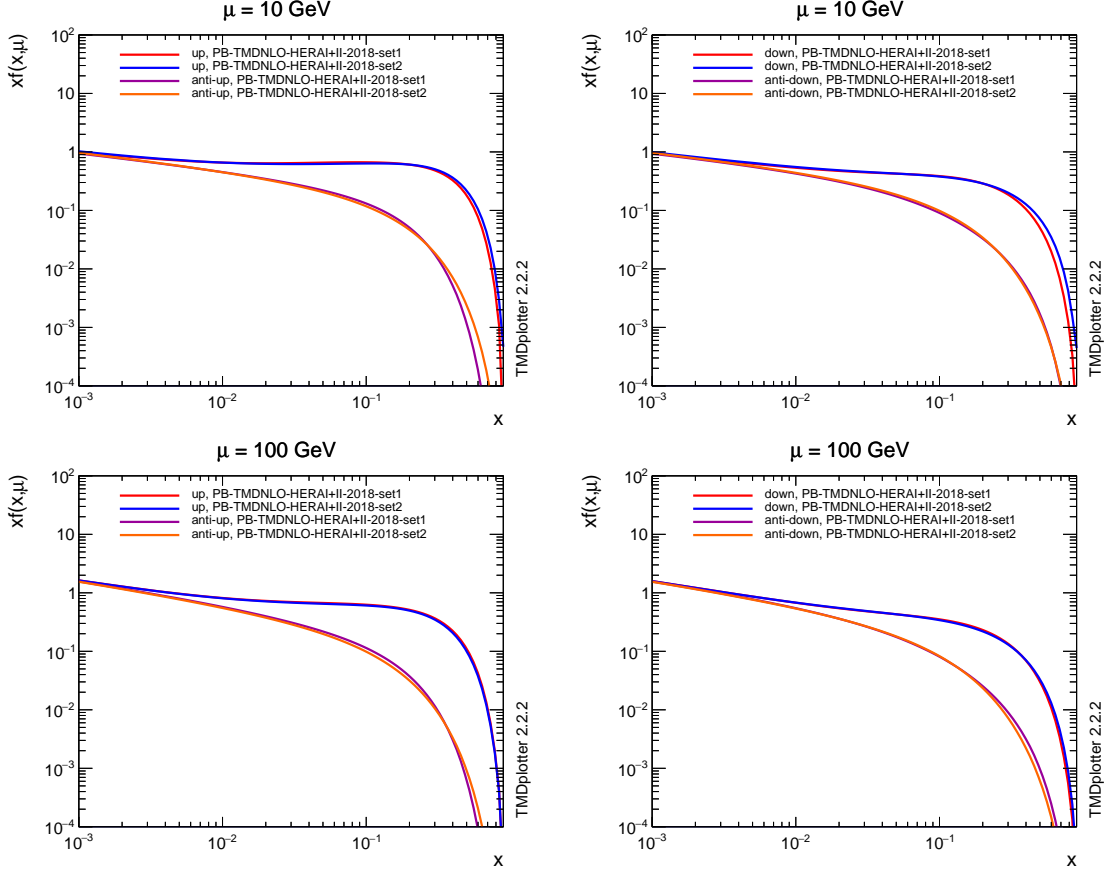 μ = 10 GeV
xf(x,μ)
10²
10
1
10⁻¹
10⁻²
10⁻³
10⁻⁴
up, PB-TMDNLO-HERAI+II-2018-set1
up, PB-TMDNLO-HERAI+II-2018-set2
anti-up, PB-TMDNLO-HERAI+II-2018-set1
anti-up, PB-TMDNLO-HERAI+II-2018-set2
TMDplotter 2.2.2
10⁻³ 10⁻² 10⁻¹
x
μ = 10 GeV
xf(x,μ)
10²
10
1
10⁻¹
10⁻²
10⁻³
10⁻⁴
down, PB-TMDNLO-HERAI+II-2018-set1
down, PB-TMDNLO-HERAI+II-2018-set2
anti-down, PB-TMDNLO-HERAI+II-2018-set1
anti-down, PB-TMDNLO-HERAI+II-2018-set2
TMDplotter 2.2.2
10⁻³ 10⁻² 10⁻¹
x
μ = 100 GeV
xf(x,μ)
10²
10
1
10⁻¹
10⁻²
10⁻³
10⁻⁴
up, PB-TMDNLO-HERAI+II-2018-set1
up, PB-TMDNLO-HERAI+II-2018-set2
anti-up, PB-TMDNLO-HERAI+II-2018-set1
anti-up, PB-TMDNLO-HERAI+II-2018-set2
TMDplotter 2.2.2
10⁻³ 10⁻² 10⁻¹
x
μ = 100 GeV
xf(x,μ)
10²
10
1
10⁻¹
10⁻²
10⁻³
10⁻⁴
down, PB-TMDNLO-HERAI+II-2018-set1
down, PB-TMDNLO-HERAI+II-2018-set2
anti-down, PB-TMDNLO-HERAI+II-2018-set1
anti-down, PB-TMDNLO-HERAI+II-2018-set2
TMDplotter 2.2.2
10⁻³ 10⁻² 10⁻¹
x